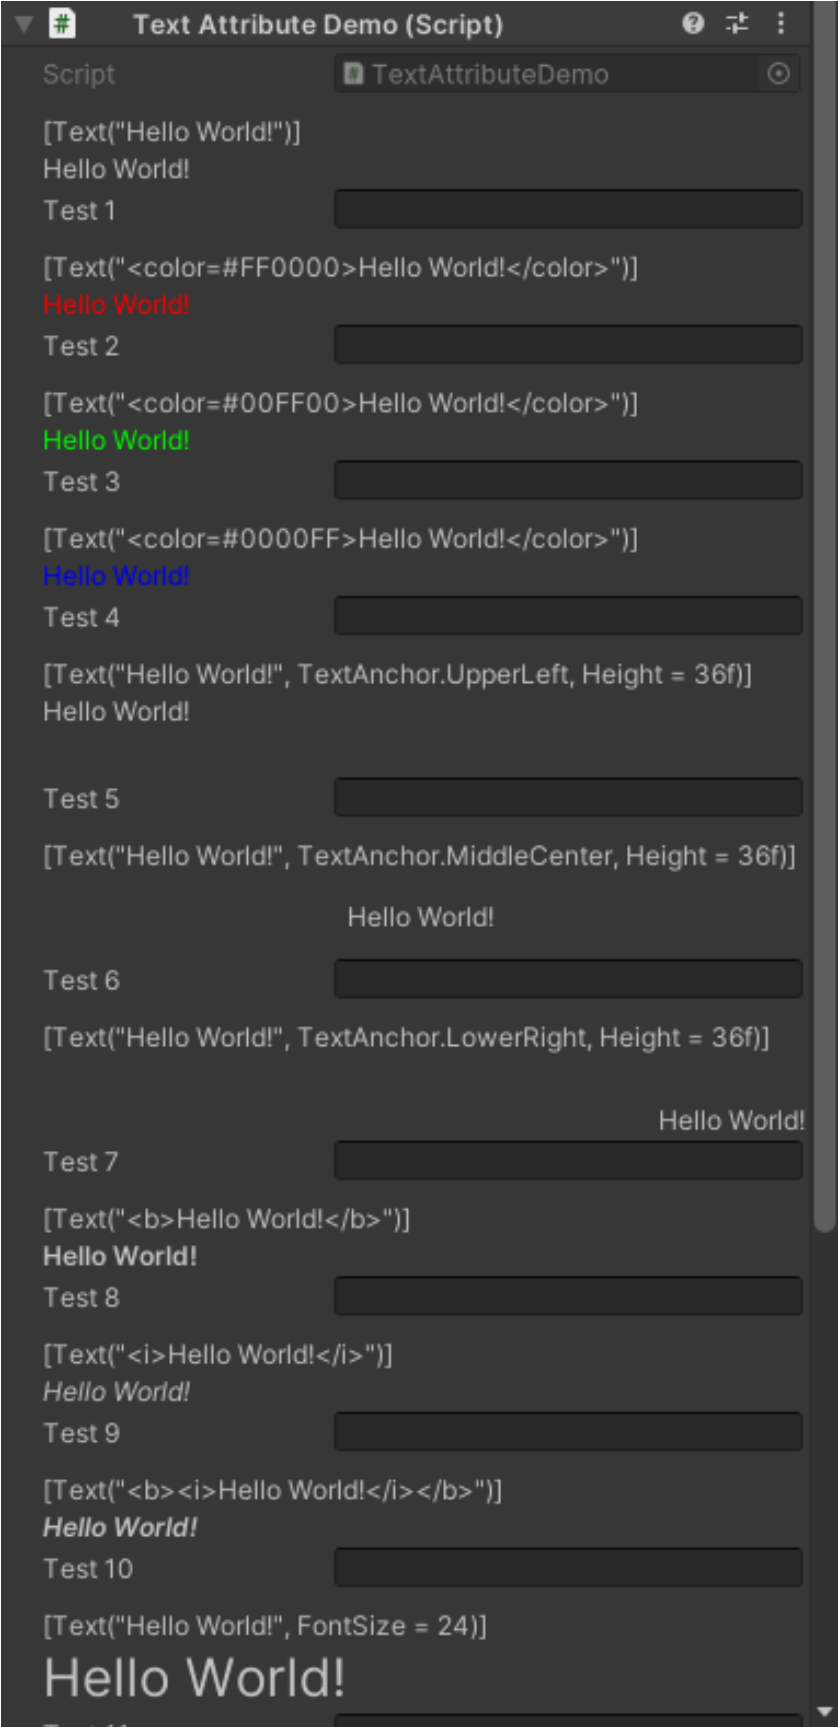 Text Attribute Demo (Script)
Script TextAttributeDemo
[Text("Hello World!")]
Hello World!
Test 1
[Text("<color=#FF0000>Hello World!</color>")]
Hello World!
Test 2
[Text("<color=#00FF00>Hello World!</color>")]
Hello World!
Test 3
[Text("<color=#0000FF>Hello World!</color>")]
Hello World!
Test 4
[Text("Hello World!", TextAnchor.UpperLeft, Height = 36f)]
Hello World!
Test 5
[Text("Hello World!", TextAnchor.MiddleCenter, Height = 36f)]
Hello World!
Test 6
[Text("Hello World!", TextAnchor.LowerRight, Height = 36f)]
Hello World!
Test 7
[Text("<b>Hello World!</b>")]
Hello World!
Test 8
[Text("<i>Hello World!</i>")]
Hello World!
Test 9
[Text("<b><i>Hello World!</i></b>")]
Hello World!
Test 10
[Text("Hello World!", FontSize = 24)]
Hello World!